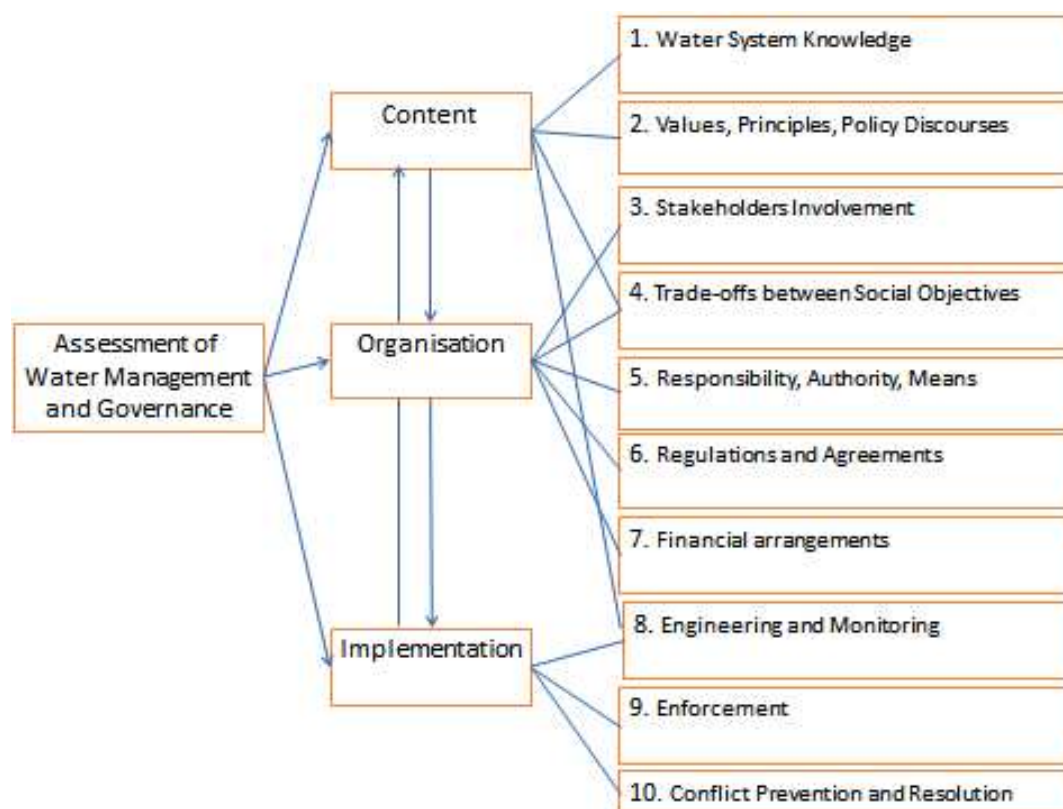 Assessment of
Water Management
and Governance
Content
Organisation
Implementation
1. Water System Knowledge
2. Values, Principles, Policy Discourses
3. Stakeholders Involvement
4. Trade-offs between Social Objectives
5. Responsibility, Authority, Means
6. Regulations and Agreements
7. Financial arrangements
8. Engineering and Monitoring
9. Enforcement
10. Conflict Prevention and Resolution